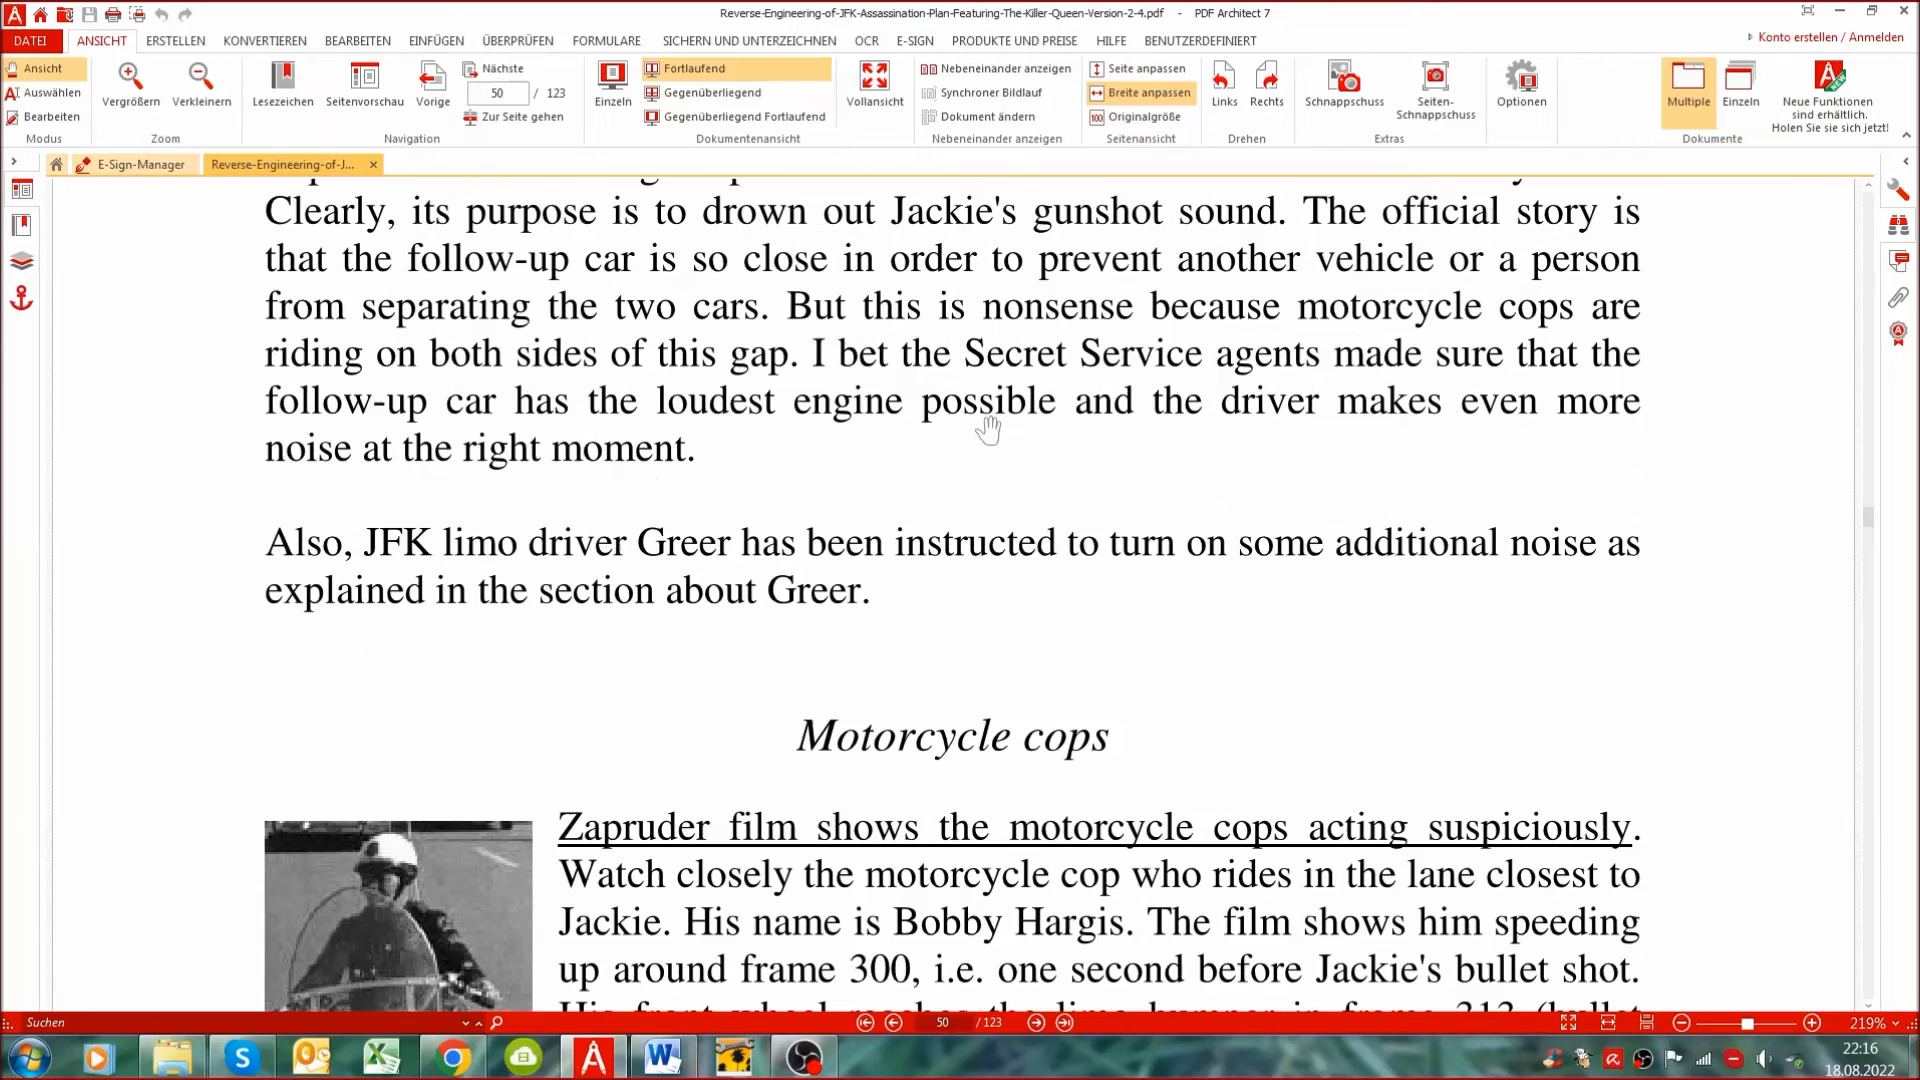 Reverse-Engineering-of-JFK-Assassination-Plan-Featuring-The-Killer-Queen-Version-2-4.pdf - PDF Architect 7
DATEI ANSICHT ERSTELLEN KONVERTIEREN BEARBEITEN EINFÜGEN ÜBERPRÜFEN FORMULARE SICHERN UND UNTERZEICHNEN OCR E-SIGN PRODUKTE UND PREISE HILFE BENUTZERDEFINIERT Konto erstellen / Anmelden
Ansicht
Auswählen
Bearbeiten
Modus
Vergrößern Verkleinern
Zoom
Lesezeichen Seitenvorschau Vorige
Nächste
50 / 123
Zur Seite gehen
Navigation
Einzeln
Fortlaufend
Gegenüberliegend
Gegenüberliegend Fortlaufend
Dokumentenansicht
Vollansicht
Nebeneinander anzeigen
Synchroner Bildlauf
Dokument ändern
Nebeneinander anzeigen
Seite anpassen
Breite anpassen
100 Originalgröße
Seitenansicht
Links Rechts
Drehen
Schnappschuss Seiten-Schnappschuss
Extras
Optionen
Multiple Einzeln
Dokumente
Neue Funktionen
sind erhältlich.
Holen Sie sie sich jetzt!
E-Sign-Manager Reverse-Engineering-of-J...
Clearly, its purpose is to drown out Jackie's gunshot sound. The official story is
that the follow-up car is so close in order to prevent another vehicle or a person
from separating the two cars. But this is nonsense because motorcycle cops are
riding on both sides of this gap. I bet the Secret Service agents made sure that the
follow-up car has the loudest engine possible and the driver makes even more
noise at the right moment.
Also, JFK limo driver Greer has been instructed to turn on some additional noise as
explained in the section about Greer.
Motorcycle cops
Zapruder film shows the motorcycle cops acting suspiciously.
Watch closely the motorcycle cop who rides in the lane closest to
Jackie. His name is Bobby Hargis. The film shows him speeding
up around frame 300, i.e. one second before Jackie's bullet shot.
Suchen 50 / 123 219%
22:16
18.08.2022